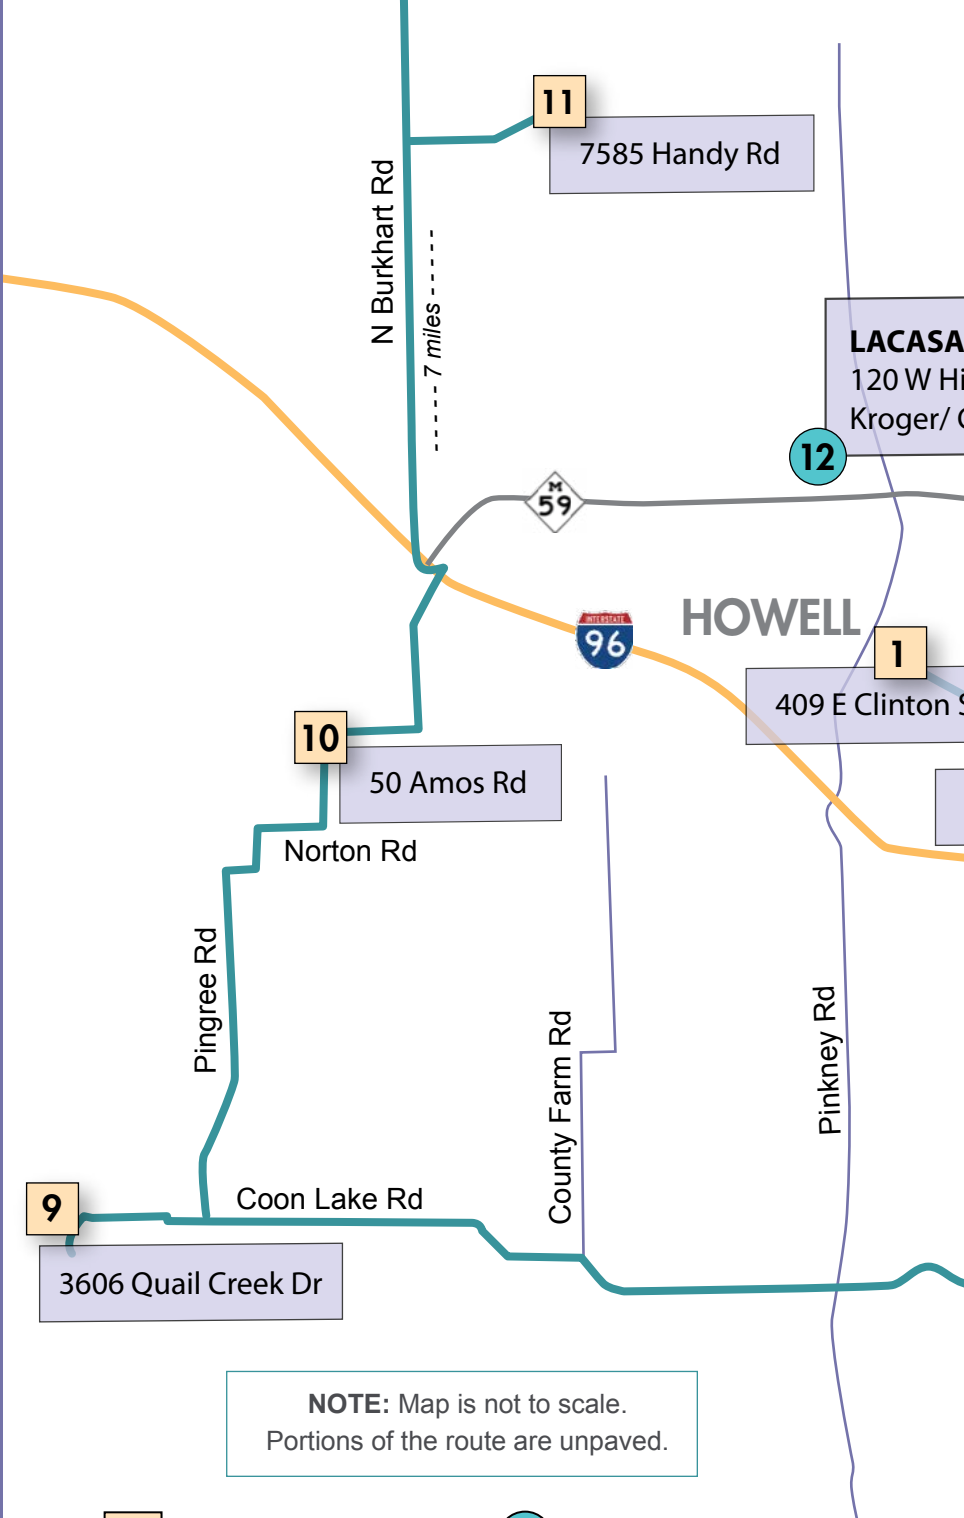 11
7585 Handy Rd
N Burkhart Rd
7 miles
LACASA
120 W Hi
Kroger/
12
M
59
INTERSTATE
96
HOWELL
1
409 E Clinton
10
50 Amos Rd
Norton Rd
Pingree Rd
County Farm Rd
Pinkney Rd
9
Coon Lake Rd
3606 Quail Creek Dr
NOTE: Map is not to scale.
Portions of the route are unpaved.